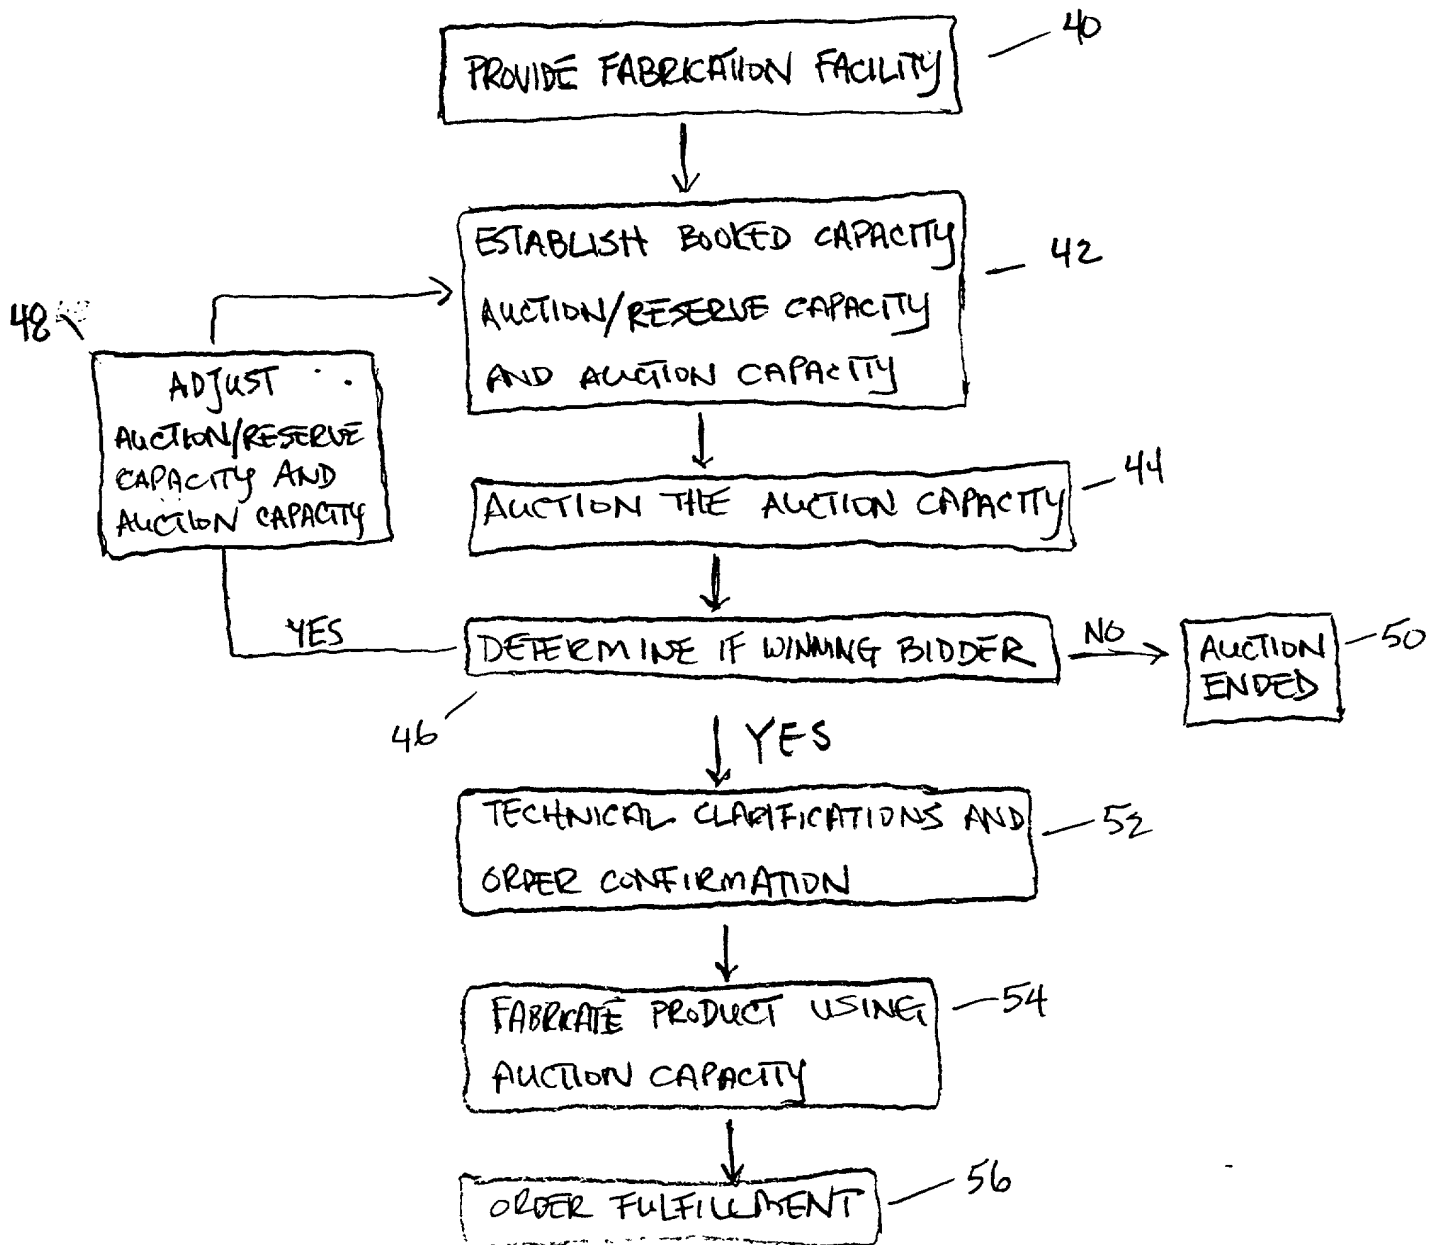 PROVIDE FABRICATION FACILITY
40
ESTABLISH BOOKED CAPACITY
AUCTION/RESERVE CAPACITY
AND AUCTION CAPACITY
42
48
ADJUST
AUCTION/RESERVE
CAPACITY AND
AUCTION CAPACITY
AUCTION THE AUCTION CAPACITY
44
YES
DETERMINE IF WINNING BIDDER
NO
AUCTION
ENDED
50
46
YES
TECHNICAL CLARIFICATIONS AND
ORDER CONFIRMATION
52
FABRICATE PRODUCT USING
AUCTION CAPACITY
54
ORDER FULFILLMENT
56